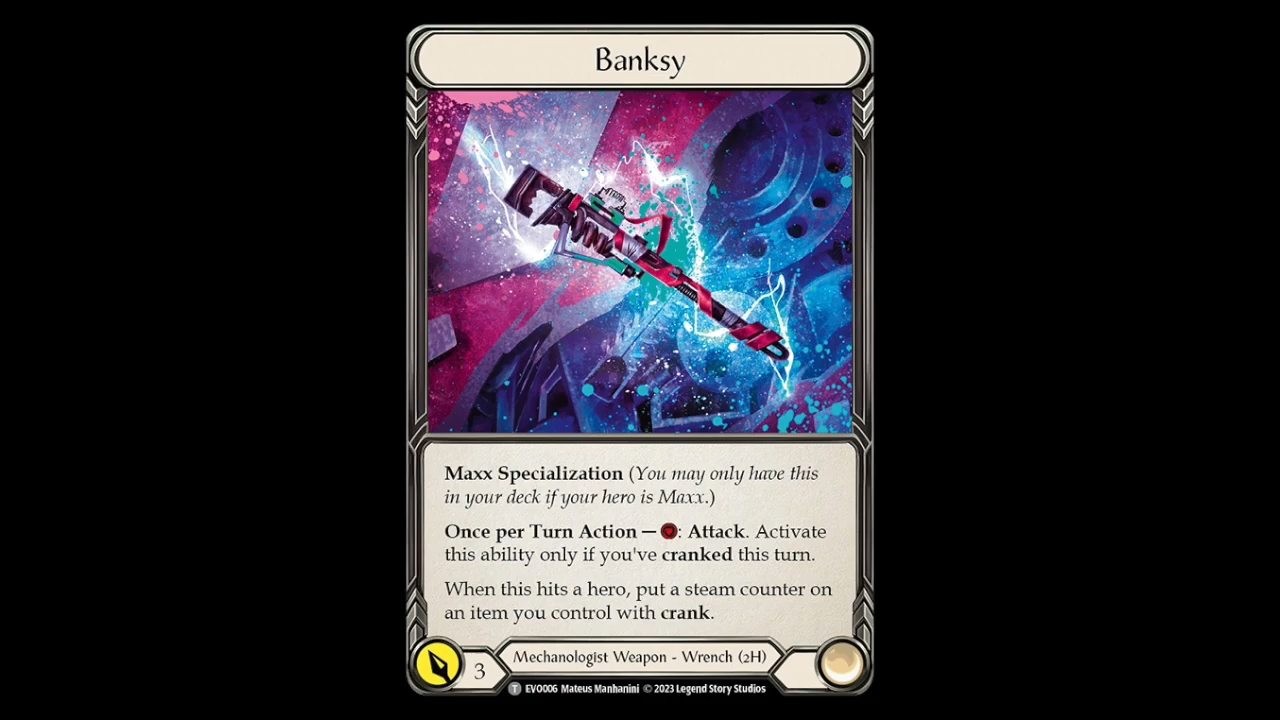 Banksy
Maxx Specialization (You may only have this
in your deck if your hero is Maxx.)
Once per Turn Action — : Attack. Activate
this ability only if you've cranked this turn.
When this hits a hero, put a steam counter on
an item you control with crank.
3
Mechanologist Weapon - Wrench (2H)
T EVO006 Mateus Manhanini © 2023 Legend Story Studios